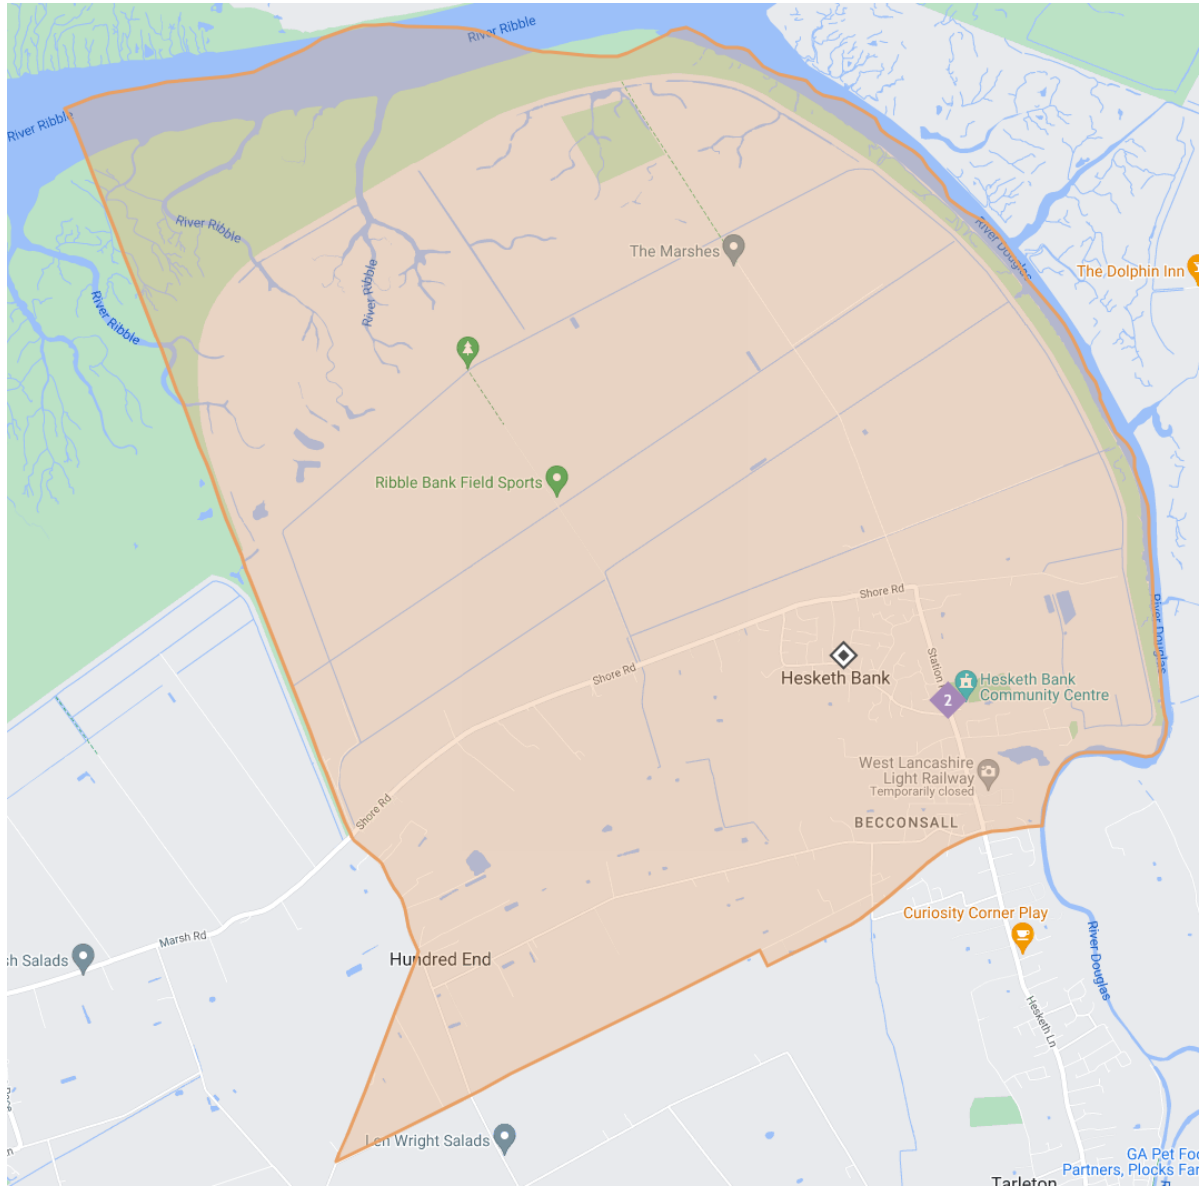 River Ribble
River Ribble
River Ribble
River Ribble
River Ribble
The Marshes
River Douglas
The Dolphin Inn
Ribble Bank Field Sports
Shore Rd
River Douglas
Station
Shore Rd
Hesketh Bank
Hesketh Bank
Community Centre
2
West Lancashire
Light Railway
Temporarily closed
Shore Rd
BECCONSALL
Curiosity Corner Play
Marsh Rd
sh Salads
Hundred End
River Douglas
Hesketh Ln
Len Wright Salads
GA Pet Foo
Partners, Plocks Far
Tarleton